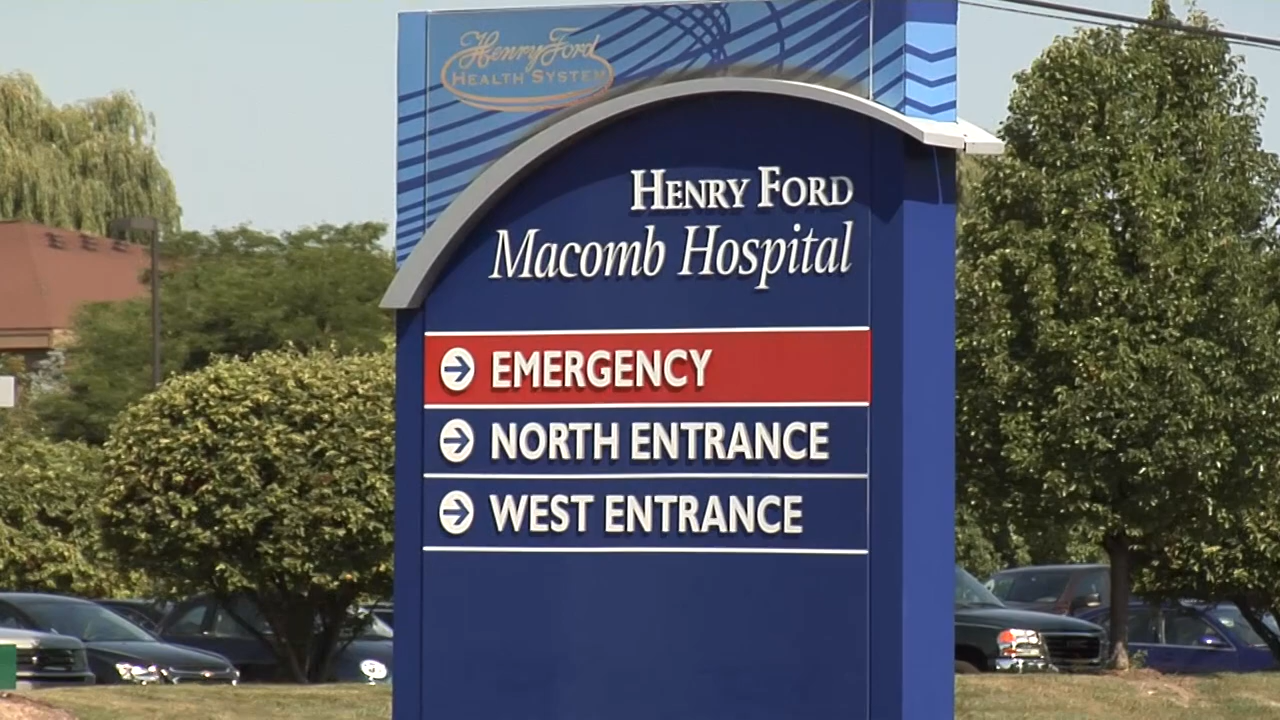 Henry Ford
HEALTH SYSTEM
HENRY FORD
Macomb Hospital
EMERGENCY
NORTH ENTRANCE
WEST ENTRANCE